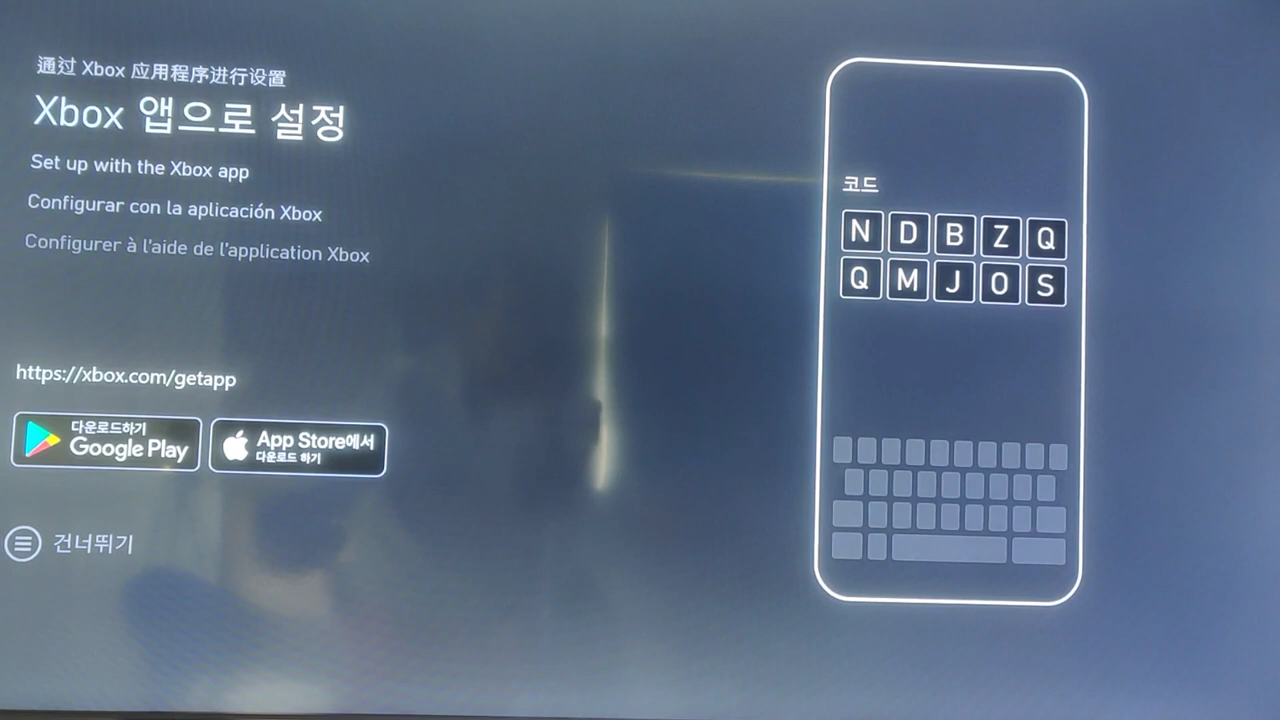 通过 Xbox 应用程序进行设置
Xbox 앱으로 설정
Set up with the Xbox app
Configurar con la aplicación Xbox
Configurer à l'aide de l'application Xbox
https://xbox.com/getapp
다운로드하기
Google Play
App Store에서
다운로드 하기
건너뛰기
코드
N D B Z Q
Q M J O S